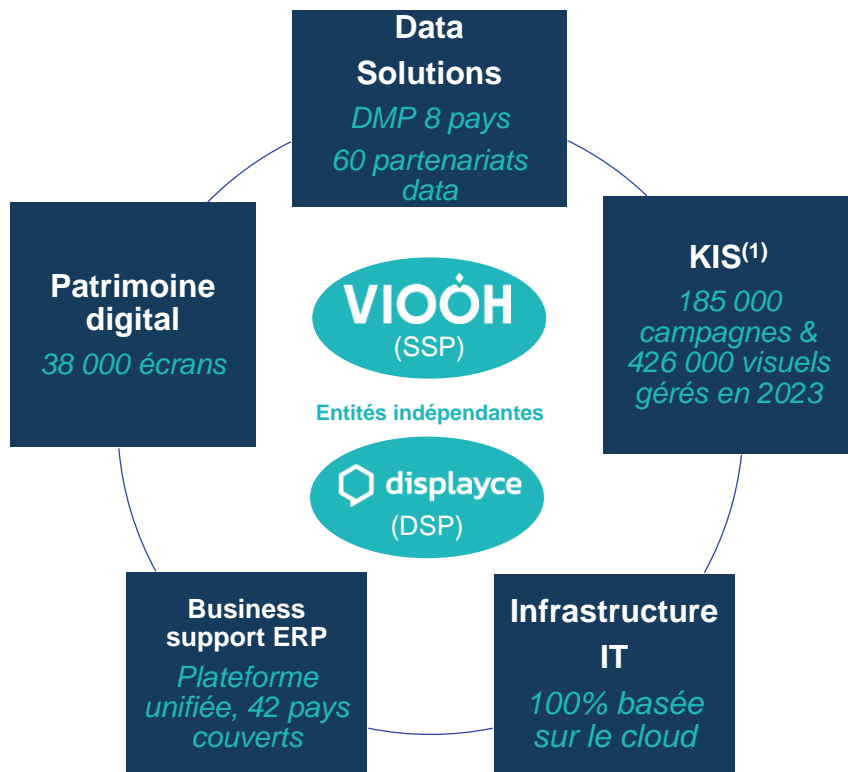 Data
Solutions
DMP 8 pays
60 partenariats
data
Patrimoine
digital
38 000 écrans
KIS(1)
185 000
campagnes &
426 000 visuels
gérés en 2023
VIOOH
(SSP)
Entités indépendantes
displayce
(DSP)
Business
support ERP
Plateforme
unifiée, 42 pays
couverts
Infrastructure
IT
100% basée
sur le cloud